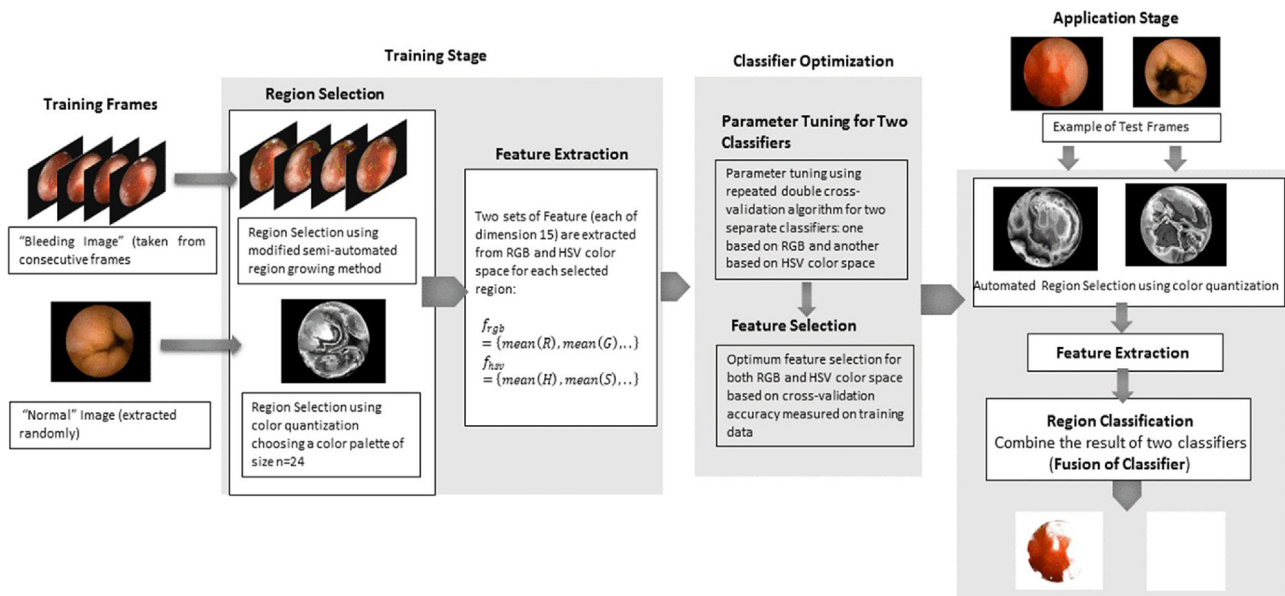 Training Frames
"Bleeding Image" (taken from
consecutive frames
"Normal" Image (extracted
randomly)
Training Stage
Region Selection
Region Selection using
modified semi-automated
region growing method
Region Selection using
color quantization
choosing a color palette of
size n=24
Feature Extraction
Two sets of Feature (each of
dimension 15) are extracted
from RGB and HSV color
space for each selected
region:
f_rgb
= {mean(R), mean(G),..}
f_hsv
= {mean(H), mean(S),..}
Classifier Optimization
Parameter Tuning for Two
Classifiers
Parameter tuning using
repeated double cross-
validation algorithm for two
separate classifiers: one
based on RGB and another
based on HSV color space
Feature Selection
Optimum feature selection for
both RGB and HSV color space
based on cross-validation
accuracy measured on training
data
Application Stage
Example of Test Frames
Automated Region Selection using color quantization
Feature Extraction
Region Classification
Combine the result of two classifiers
(Fusion of Classifier)